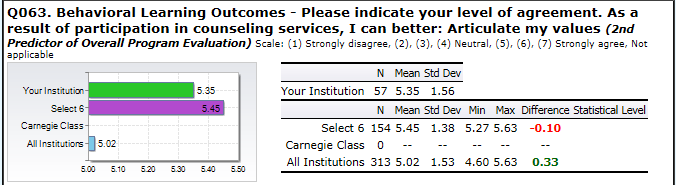 Q063. Behavioral Learning Outcomes - Please indicate your level of agreement. As a
result of participation in counseling services, I can better: Articulate my values (2nd
Predictor of Overall Program Evaluation) Scale: (1) Strongly disagree, (2), (3), (4) Neutral, (5), (6), (7) Strongly agree, Not
applicable
Your Institution 5.35
Select 6 5.45
Carnegie Class
All Institutions 5.02
5.00 5.10 5.20 5.30 5.40 5.50
N Mean Std Dev
Your Institution 57 5.35 1.56
N Mean Std Dev Min Max Difference Statistical Level
Select 6 154 5.45 1.38 5.27 5.63 -0.10
Carnegie Class 0 -- -- -- -- --
All Institutions 313 5.02 1.53 4.60 5.63 0.33